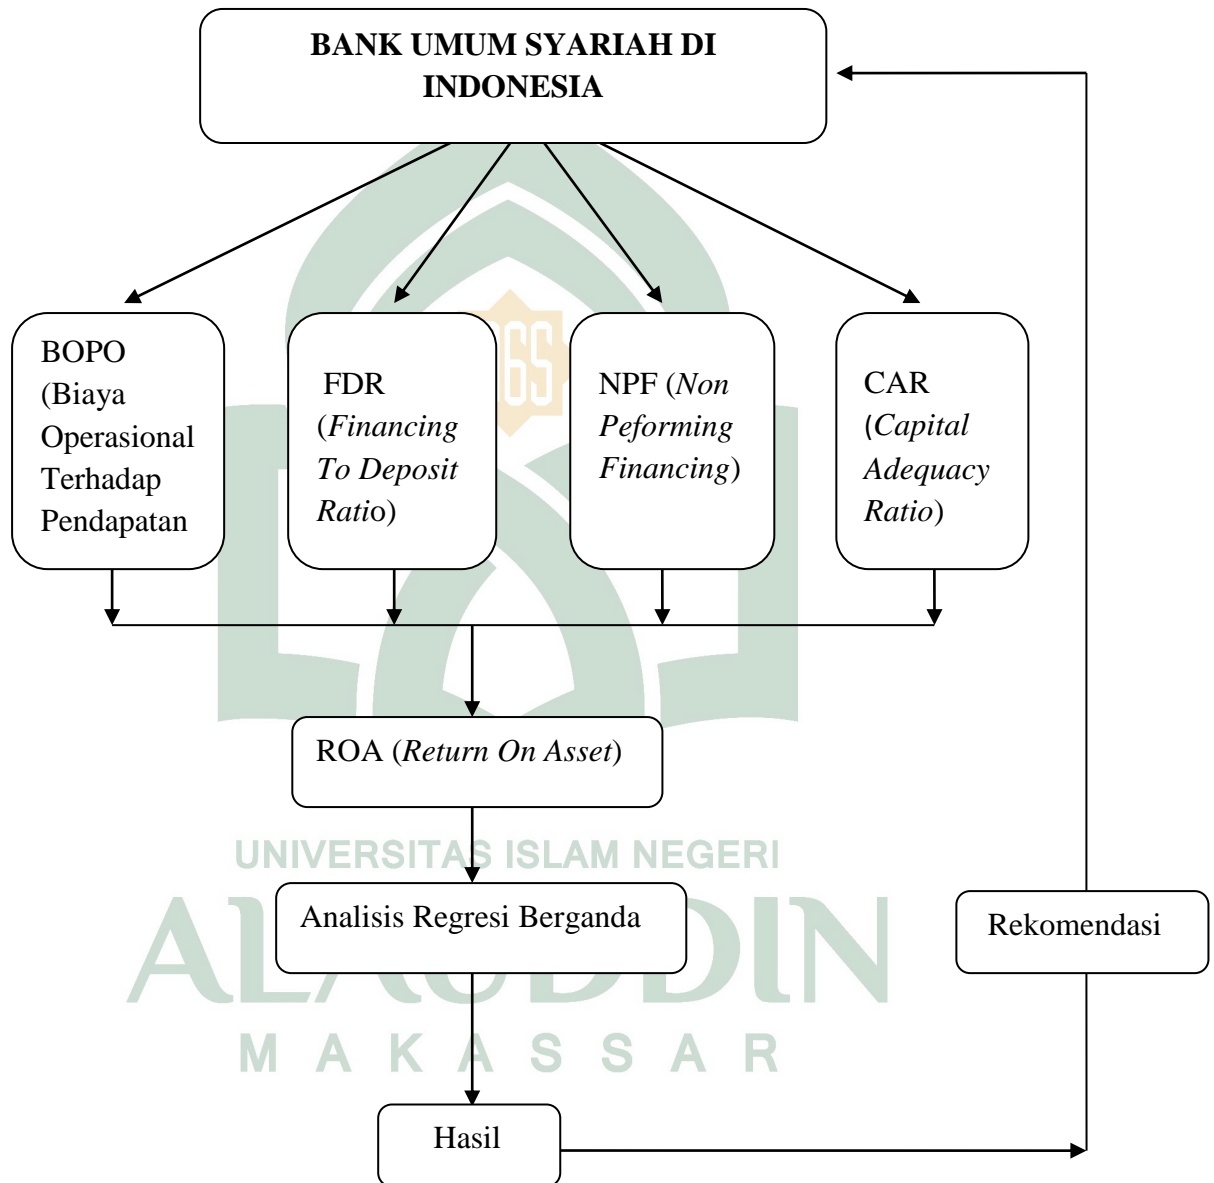 BANK UMUM SYARIAH DI
INDONESIA
BOPO
(Biaya
Operasional
Terhadap
Pendapatan
FDR
(Financing
To Deposit
Ratio)
NPF (Non
Peforming
Financing)
CAR
(Capital
Adequacy
Ratio)
ROA (Return On Asset)
UNIVERSITAS ISLAM NEGERI
Analisis Regresi Berganda
Rekomendasi
ALAUDDIN
MAKASSAR
Hasil